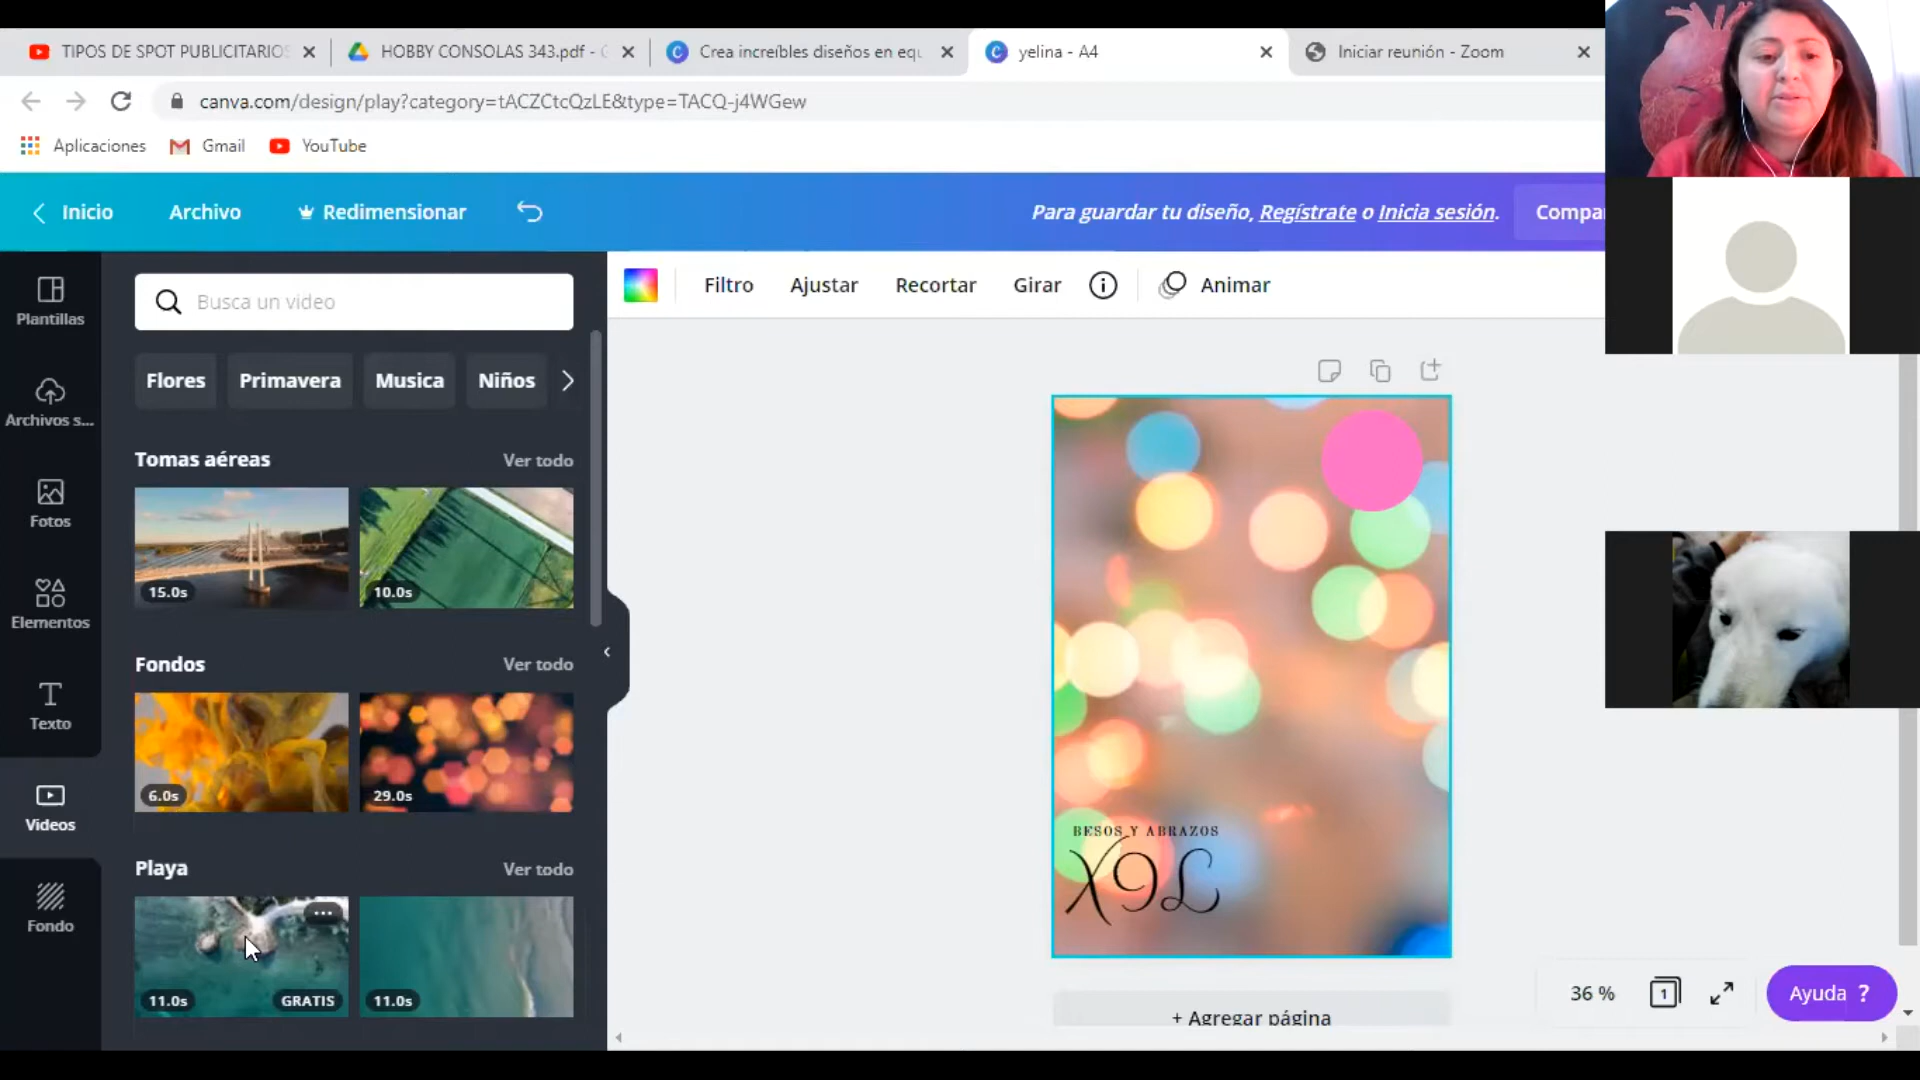 TIPOS DE SPOT PUBLICITARIOS
HOBBY CONSOLAS 343.pdf -
Crea increíbles diseños en equ
yelina - A4
Iniciar reunión - Zoom
canva.com/design/play?category=tACZCtcQzLE&type=TACQ-j4WGew
Aplicaciones
Gmail
YouTube
Inicio
Archivo
Redimensionar
Para guardar tu diseño, Regístrate o Inicia sesión.
Compa
Plantillas
Archivos s...
Fotos
Elementos
Texto
Videos
Fondo
Busca un video
Flores
Primavera
Musica
Niños
Tomas aéreas
Ver todo
15.0s
10.0s
Fondos
Ver todo
6.0s
29.0s
Playa
Ver todo
11.0s
GRATIS
11.0s
Filtro
Ajustar
Recortar
Girar
Animar
BESOS Y ABRAZOS
+ Agregar página
36 %
1
Ayuda ?